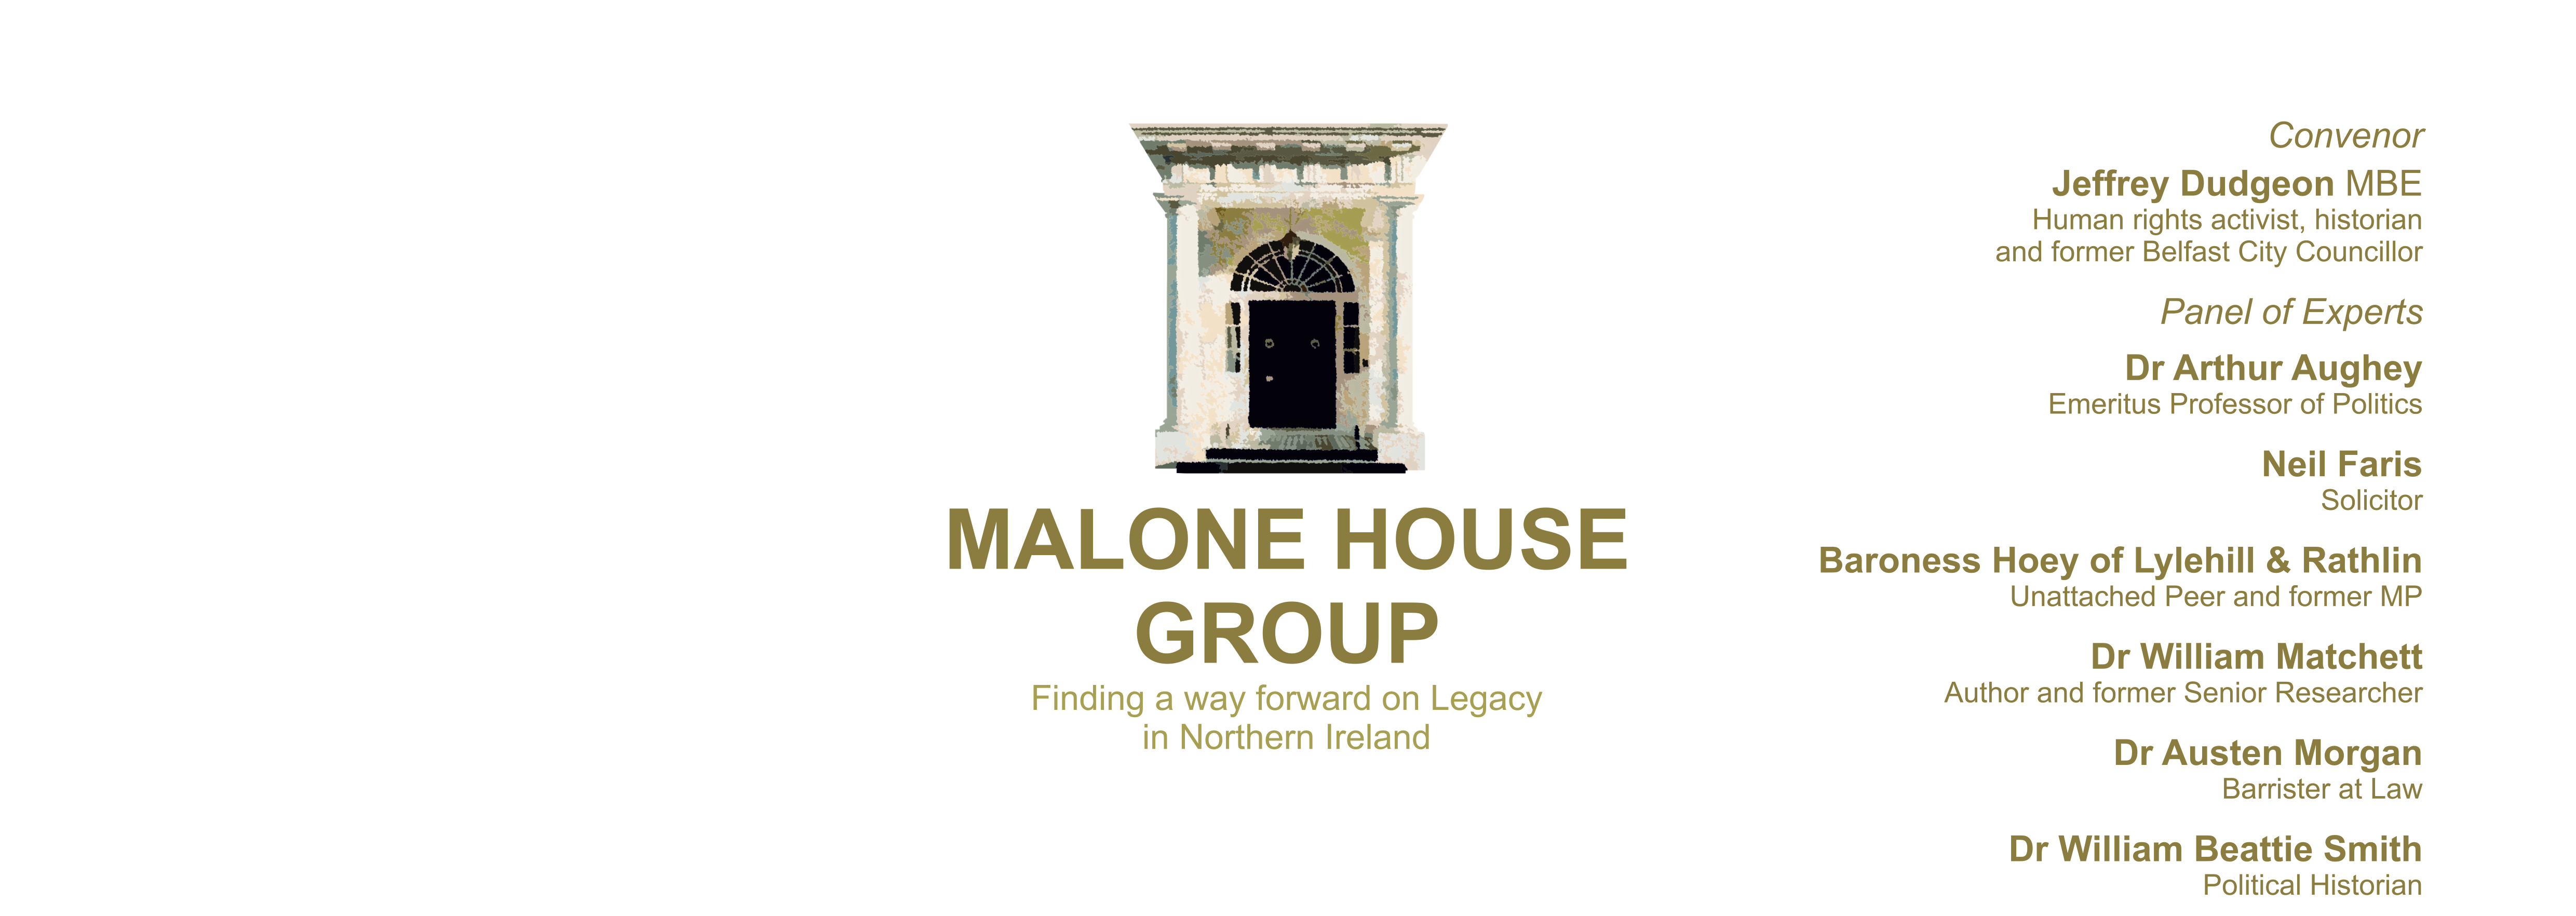 MALONE HOUSE
GROUP
Finding a way forward on Legacy
in Northern Ireland
Convenor
Jeffrey Dudgeon MBE
Human rights activist, historian
and former Belfast City Councillor
Panel of Experts
Dr Arthur Aughey
Emeritus Professor of Politics
Neil Faris
Solicitor
Baroness Hoey of Lylehill & Rathlin
Unattached Peer and former MP
Dr William Matchett
Author and former Senior Researcher
Dr Austen Morgan
Barrister at Law
Dr William Beattie Smith
Political Historian